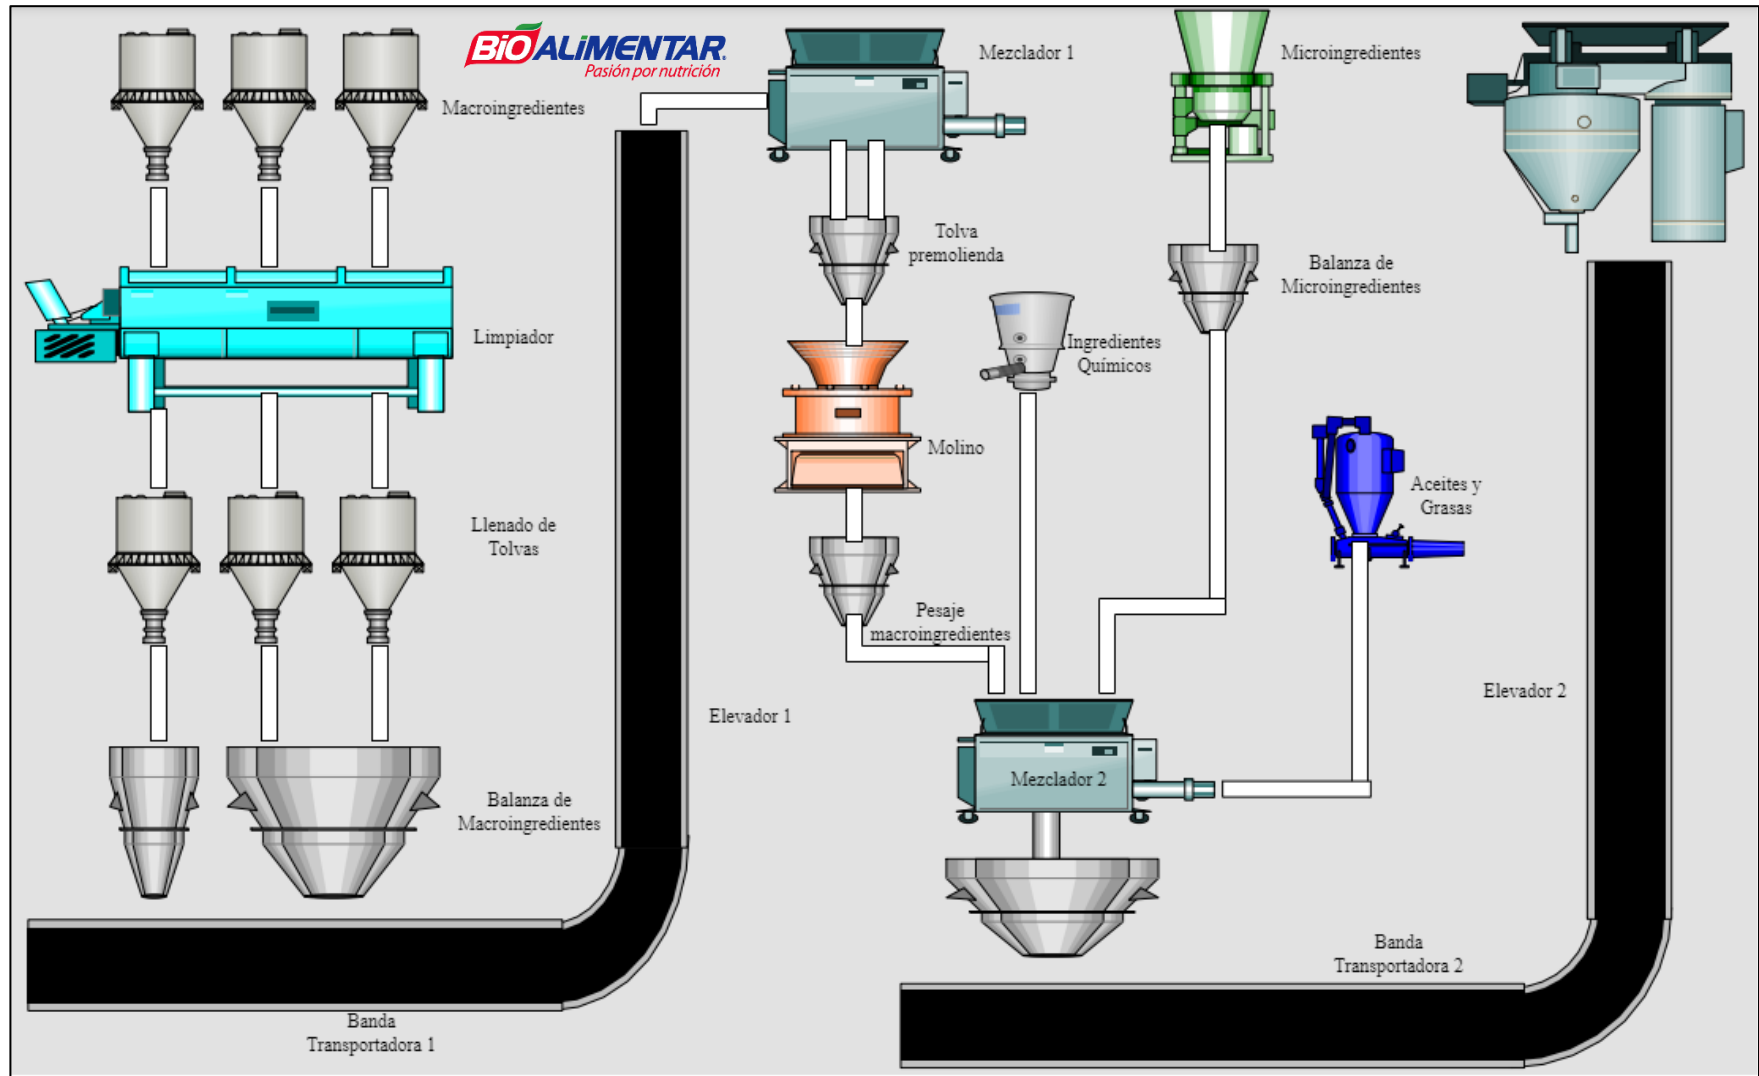 BiOALiMENTAR.
Pasión por nutrición
Macroingredientes
Mezclador 1
Microingredientes
Tolva
premolienda
Balanza de
Microingredientes
Limpiador
Ingredientes
Químicos
Molino
Aceites y
Grasas
Llenado de
Tolvas
Pesaje
macroingredientes
Elevador 1
Elevador 2
Mezclador 2
Balanza de
Macroingredientes
Banda
Transportadora 2
Banda
Transportadora 1